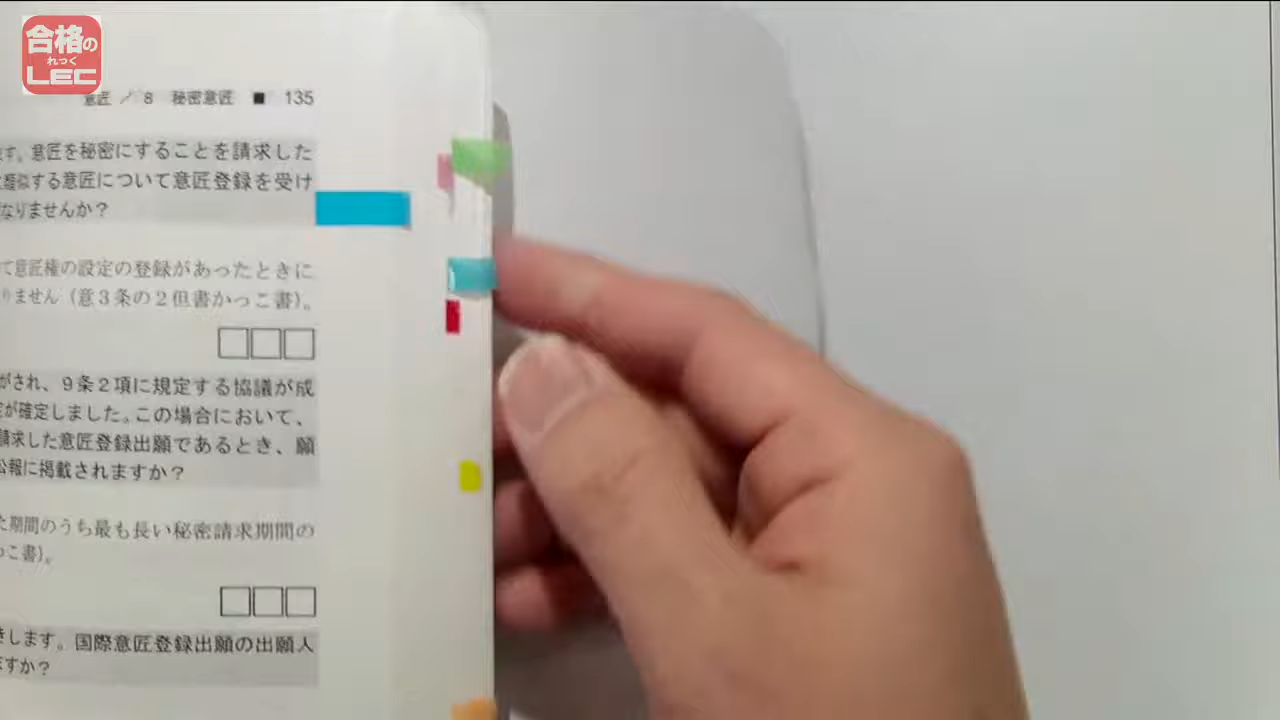 合格の
れっく
LEC
意匠 / 8 秘密意匠 ■ 135
ます。意匠を秘密にすることを請求した
類似する意匠について意匠登録を受け
なりませんか?
て意匠権の設定の登録があったときに
りません(意3条の2但書かっこ書)。
がされ、9条2項に規定する協議が成
が確定しました。この場合において、
請求した意匠登録出願であるとき、願
公報に掲載されますか?
た期間のうち最も長い秘密請求期間の
っこ書)。
きします。国際意匠登録出願の出願人
ますか?